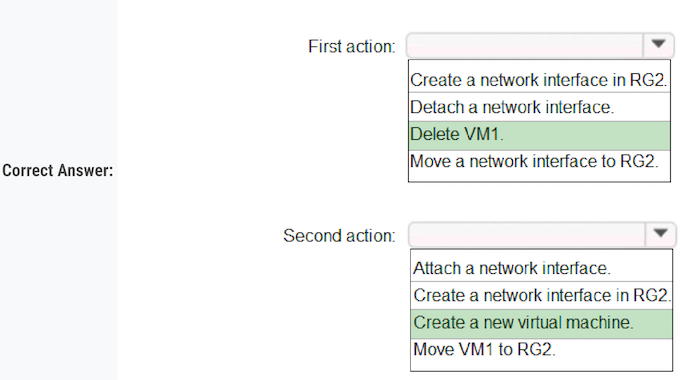 First action:
Create a network interface in RG2.
Detach a network interface.
Delete VM1.
Move a network interface to RG2.
Correct Answer:
Second action:
Attach a network interface.
Create a network interface in RG2.
Create a new virtual machine.
Move VM1 to RG2.